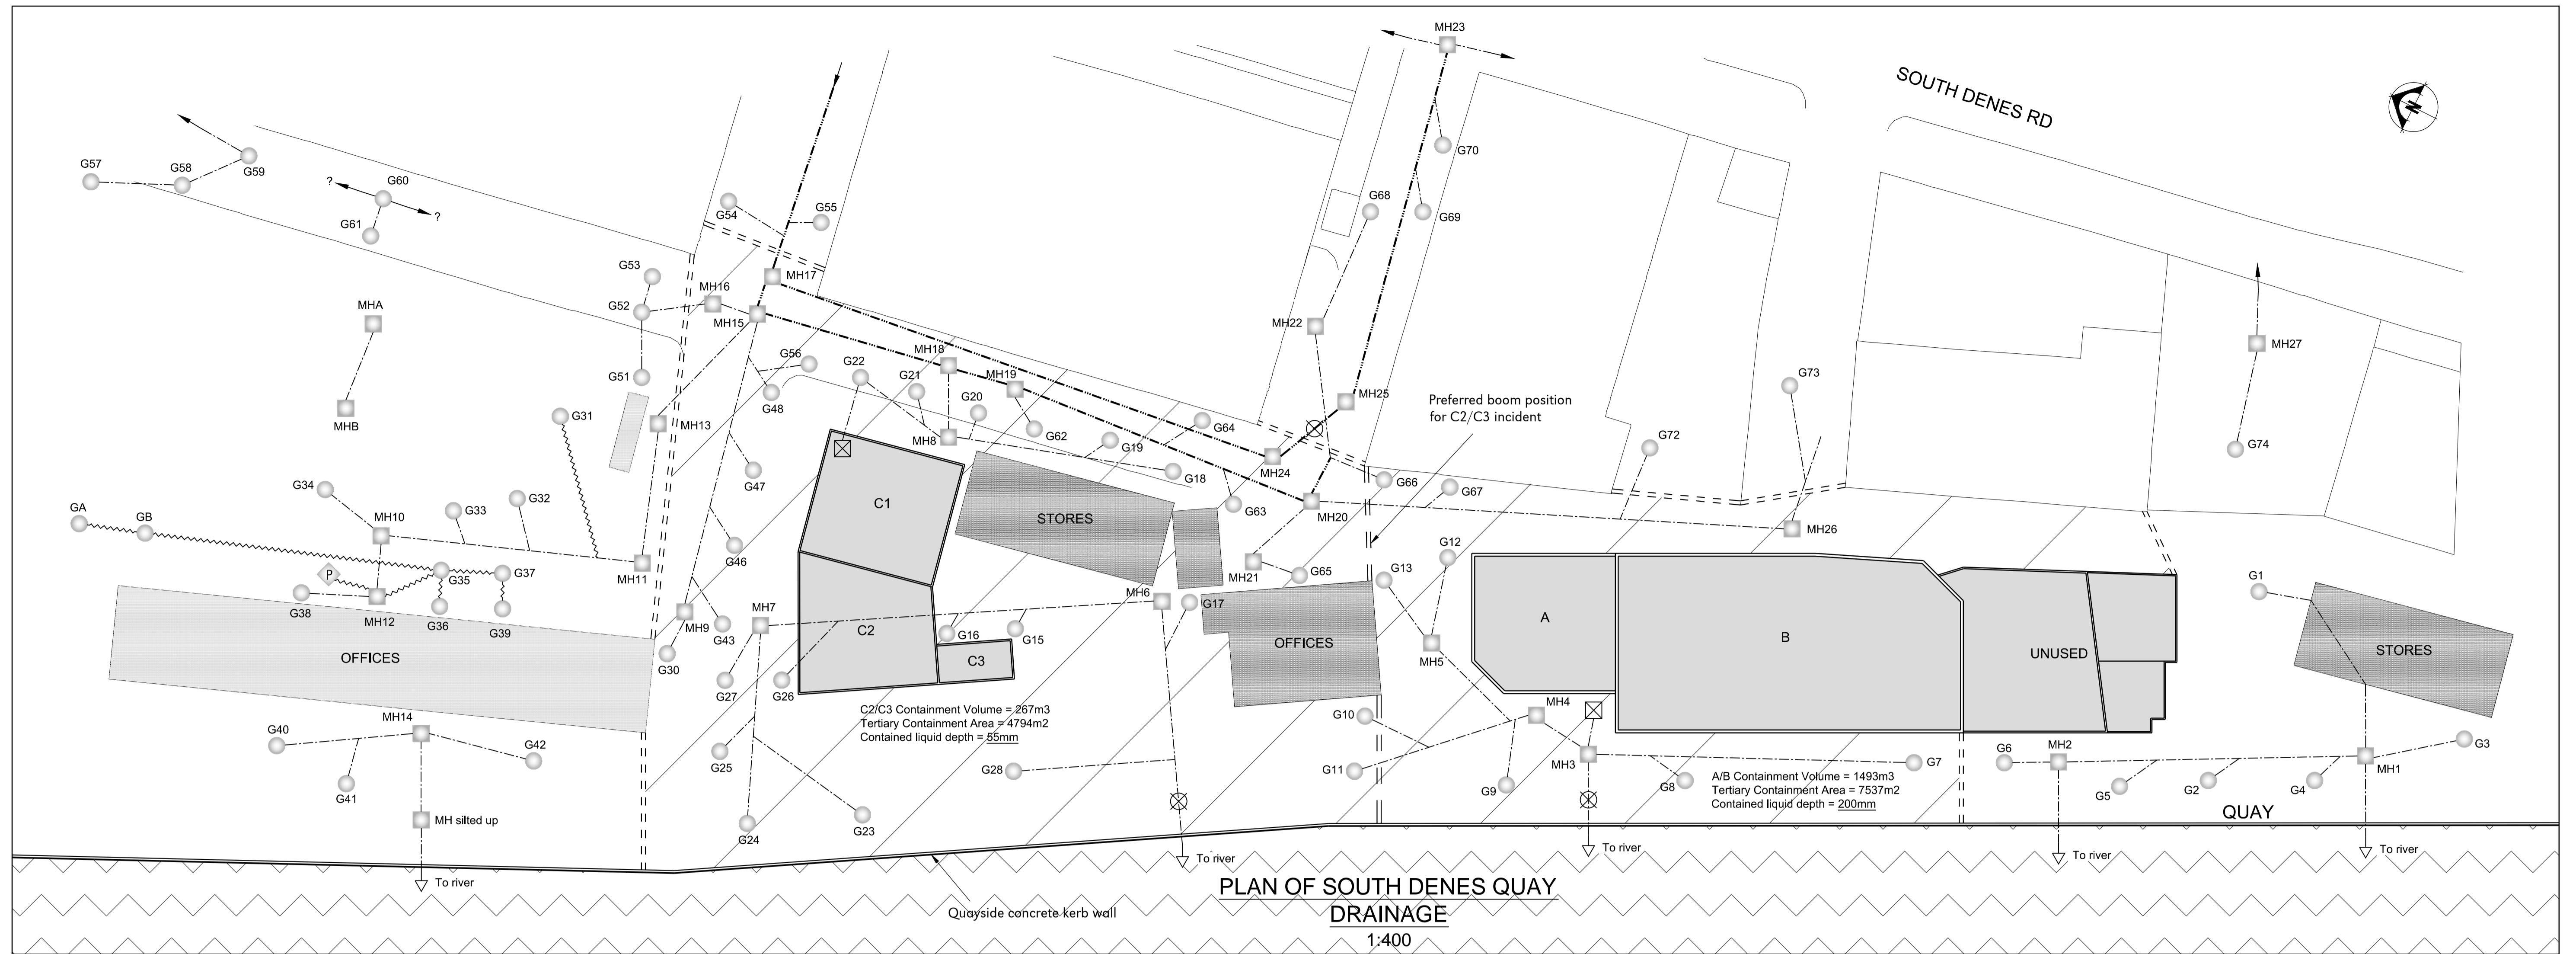 MH23
SOUTH DENES RD
N
G70
G57
G58
G59
?
G60
?
G61
G54
G55
G68
G69
G53
MH17
MH16
G52
MH15
MHA
MH22
MH27
G56
MH18
G22
G21
MH19
G51
G48
G20
G73
MH25
Preferred boom position
for C2/C3 incident
G31
MHB
MH13
MH8
G62
G19
G64
G72
G74
G47
G18
MH24
G66
G67
G34
G32
G33
GA
GB
MH10
C1
STORES
G63
MH20
MH26
G46
G12
MH11
P
G35
G37
MH21
G65
G13
G1
G38
MH12
G36
G39
MH9
G43
MH7
MH6
G17
C2
G16
G15
A
B
OFFICES
G30
C3
OFFICES
MH5
UNUSED
STORES
G27
G26
C2/C3 Containment Volume = 267m3
Tertiary Containment Area = 4794m2
Contained liquid depth = 55mm
MH14
G10
MH4
G40
G42
G41
G25
G28
G11
G9
MH3
G8
G7
A/B Containment Volume = 1493m3
Tertiary Containment Area = 7537m2
Contained liquid depth = 200mm
G6
MH2
G5
G2
G4
MH1
G3
MH silted up
G24
G23
QUAY
To river
To river
To river
To river
To river
Quayside concrete kerb wall
PLAN OF SOUTH DENES QUAY
DRAINAGE
1:400